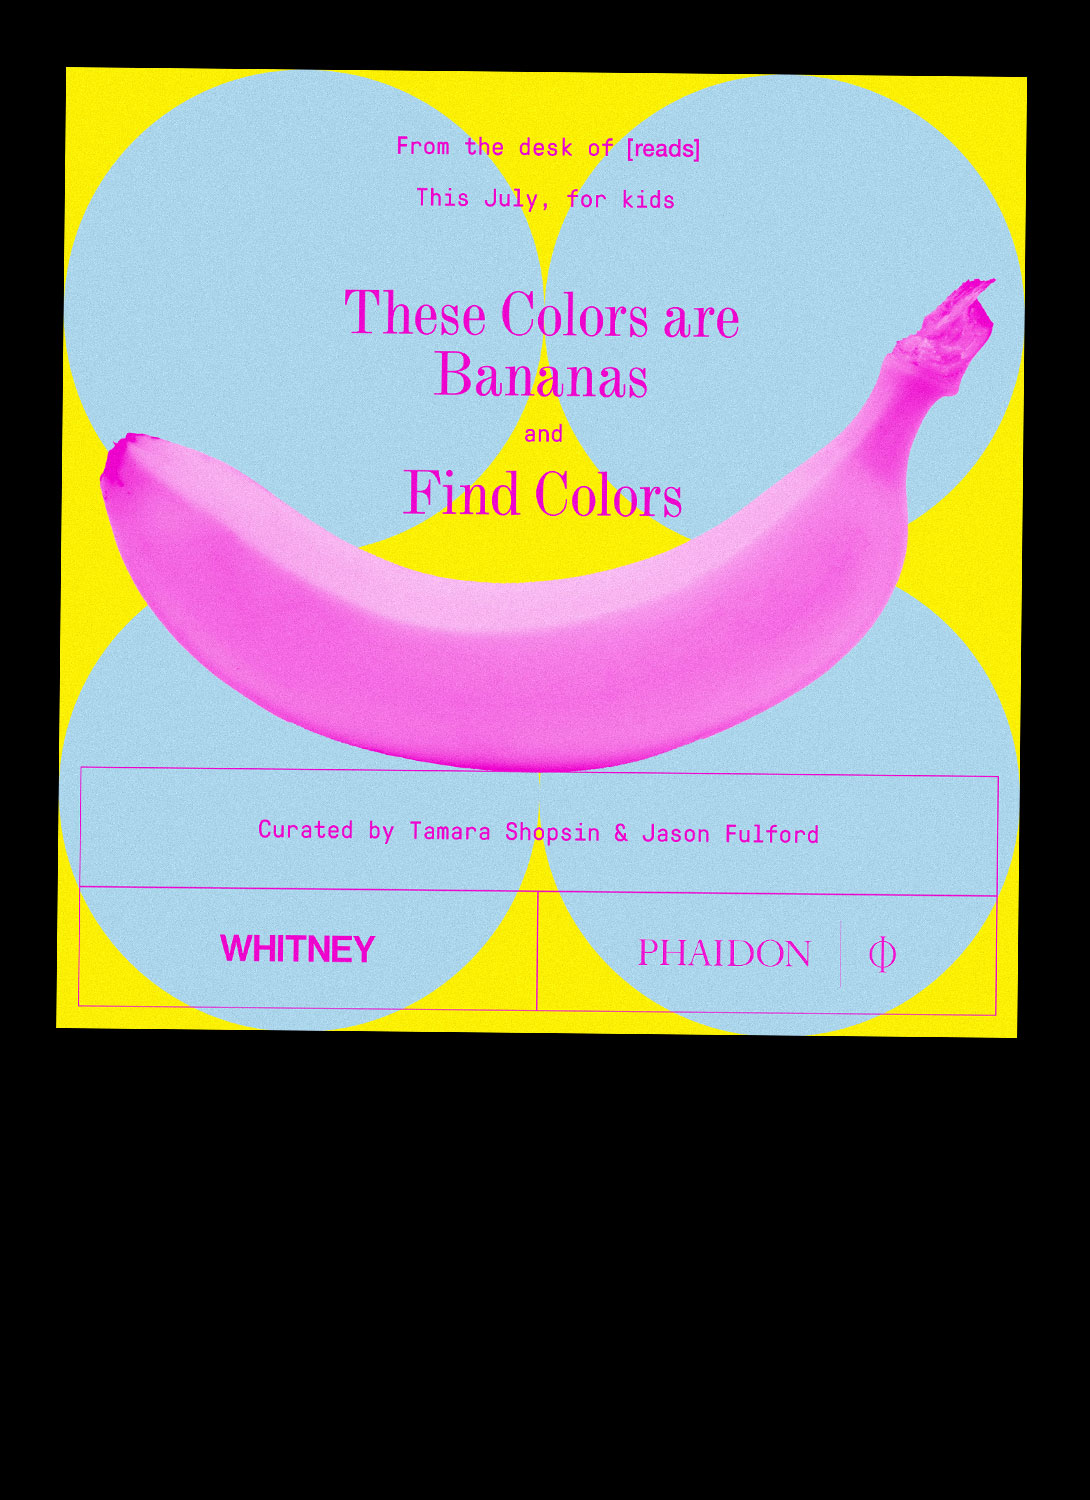 From the desk of [reads]
This July, for kids
These Colors are
Bananas
and
Find Colors
Curated by Tamara Shopsin & Jason Fulford
WHITNEY
PHAIDON Φ